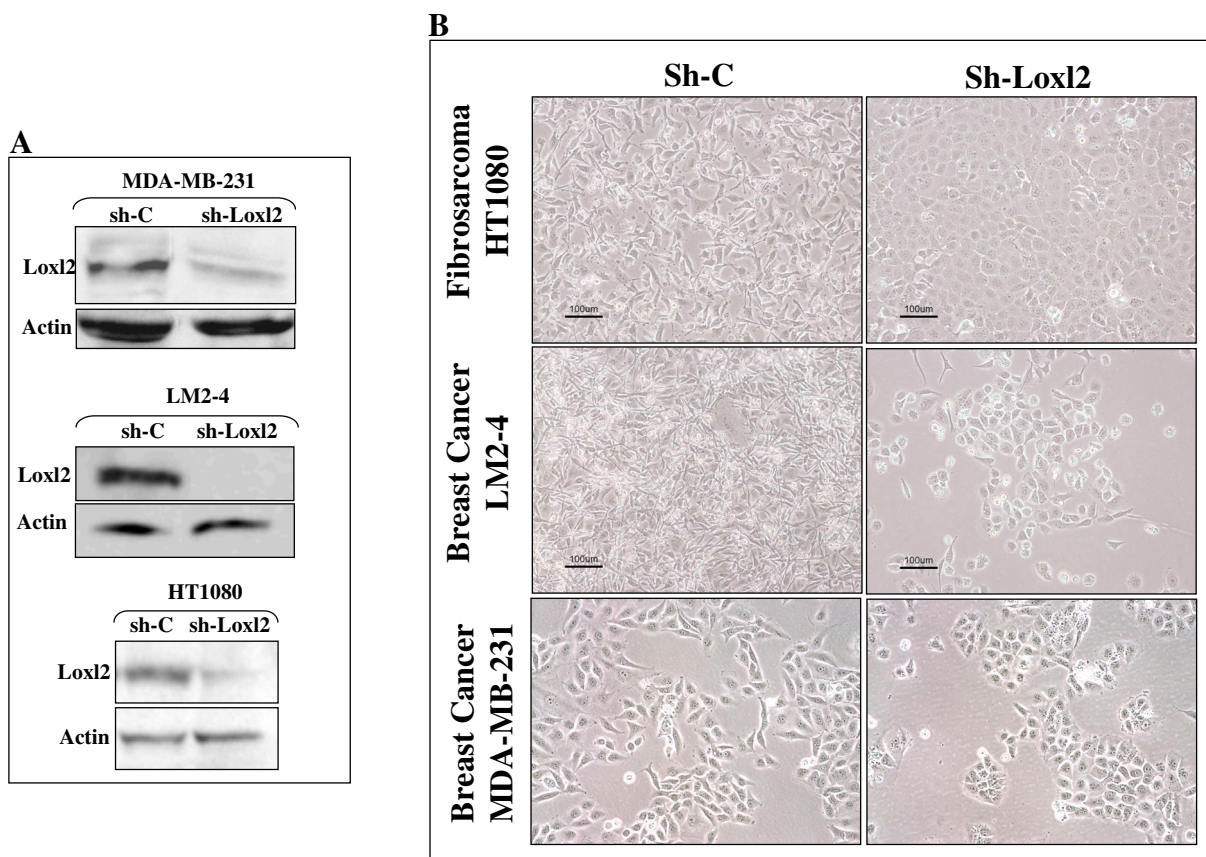 A
MDA-MB-231
sh-C sh-Loxl2
Loxl2
Actin
LM2-4
sh-C sh-Loxl2
Loxl2
Actin
HT1080
sh-C sh-Loxl2
Loxl2
Actin
B
Sh-C Sh-Loxl2
Fibrosarcoma
HT1080
100um
100um
Breast Cancer
LM2-4
100um
100um
Breast Cancer
MDA-MB-231